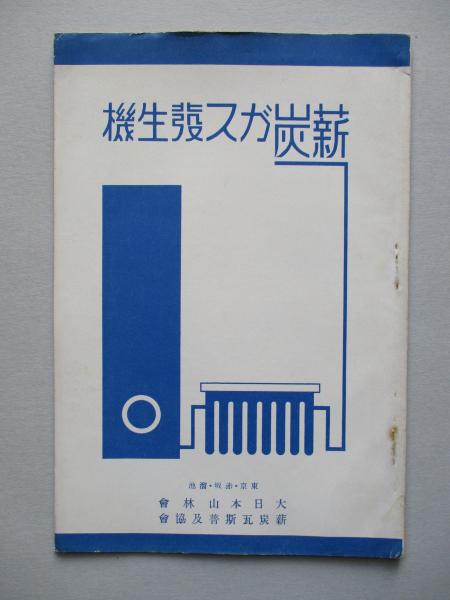 薪炭ガス發生機
東京・赤坂・溜池
大日本山林會
薪炭瓦斯普及協會